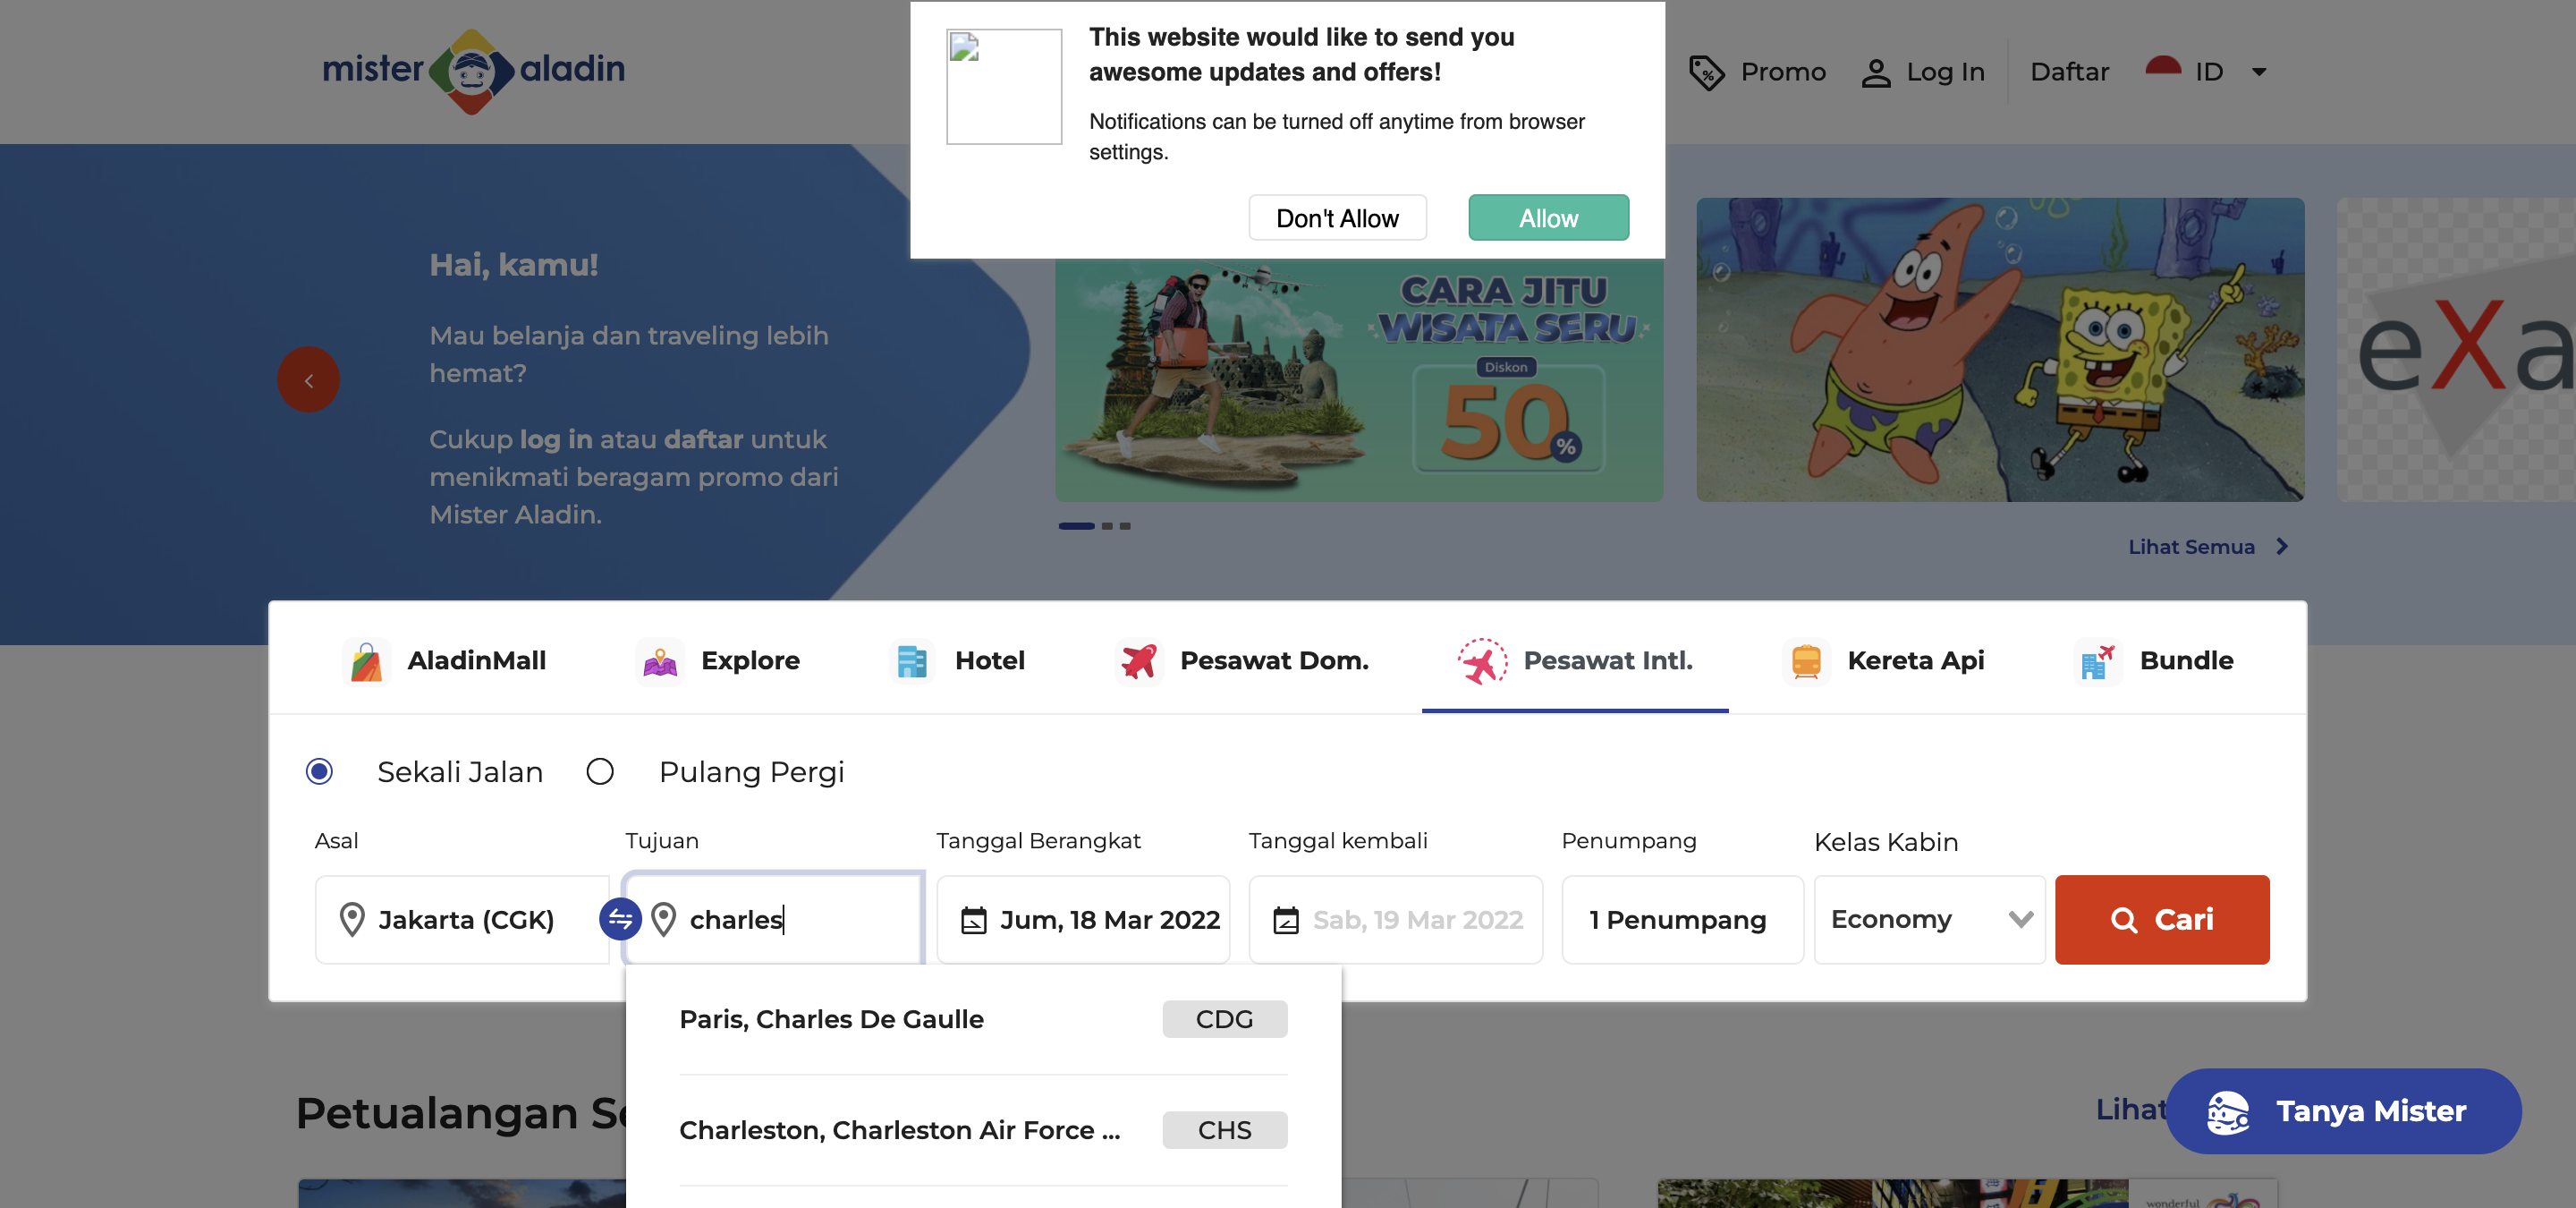 mister aladin
This website would like to send you
awesome updates and offers!
Notifications can be turned off anytime from browser
settings.
Don't Allow
Allow
Promo
Log In
Daftar
ID
Hai, kamu!
Mau belanja dan traveling lebih
hemat?
Cukup log in atau daftar untuk
menikmati beragam promo dari
Mister Aladin.
CARA JITU
WISATA SERU
Diskon
50%
eXa
Lihat Semua
AladinMall
Explore
Hotel
Pesawat Dom.
Pesawat Intl.
Kereta Api
Bundle
Sekali Jalan
Pulang Pergi
Asal
Tujuan
Tanggal Berangkat
Tanggal kembali
Penumpang
Kelas Kabin
Jakarta (CGK)
charles
Jum, 18 Mar 2022
Sab, 19 Mar 2022
1 Penumpang
Economy
Cari
Paris, Charles De Gaulle
CDG
Charleston, Charleston Air Force ...
CHS
Petualangan Se
Lihat
Tanya Mister
wonderful